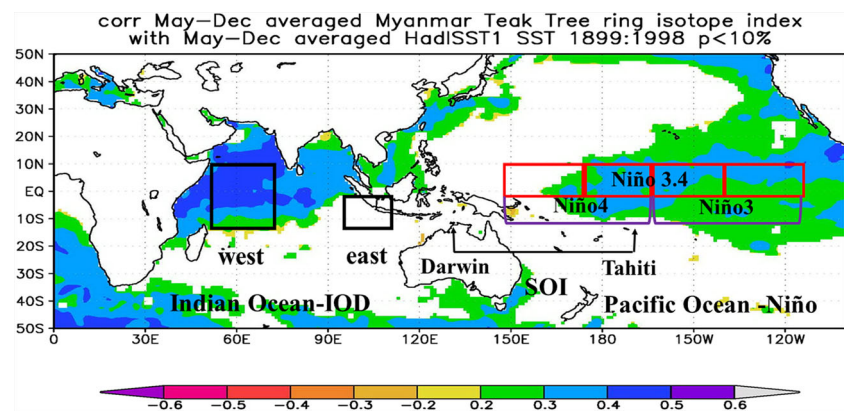 corr May-Dec averaged Myanmar Teak Tree ring isotope index
with May-Dec averaged HadISST1 SST 1899:1998 p<10%
50N
40N
30N
20N
10N
EQ
10S
20S
30S
40S
50S
Niño 3.4
Niño4
Niño3
west
east
Darwin
Tahiti
SOI
Indian Ocean-IOD
Pacific Ocean -Niño
0 30E 60E 90E 120E 150E 180 150W 120W
-0.6 -0.5 -0.4 -0.3 -0.2 0.2 0.3 0.4 0.5 0.6